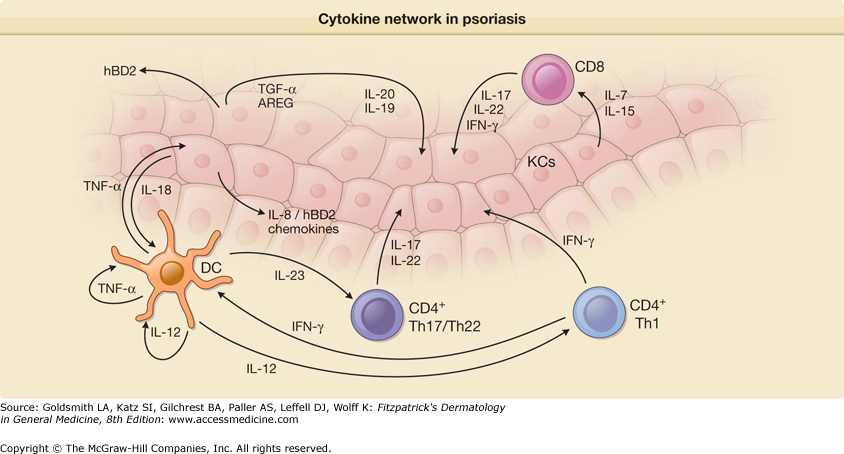 Cytokine network in psoriasis
hBD2
TGF-α
AREG
IL-20
IL-19
IL-17
IL-22
IFN-γ
CD8
IL-7
IL-15
KCs
TNF-α
IL-18
IL-8 / hBD2
chemokines
IL-17
IL-22
IFN-γ
DC
IL-23
TNF-α
CD4+
Th17/Th22
CD4+
Th1
IL-12
IFN-γ
IL-12
Source: Goldsmith LA, Katz SI, Gilchrest BA, Paller AS, Leffell DJ, Wolff K: Fitzpatrick's Dermatology
in General Medicine, 8th Edition: www.accessmedicine.com
Copyright © The McGraw-Hill Companies, Inc. All rights reserved.